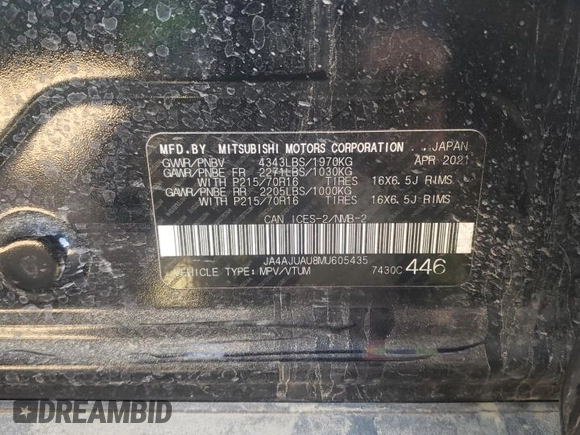 MFD.BY MITSUBISHI MOTORS CORPORATION . , JAPAN
GVWR/PNBV 4343LBS/1970KG APR 2021
GAWR/PNBE FR 2271LBS/1030KG
WITH P215/70R16 TIRES 16X6.5J RIMS
GAWR/PNBE RR 2205LBS/1000KG
WITH P215/70R16 TIRES 16X6.5J RIMS
CAN ICES-2/NMB-2
JA4AJUAU8MU605435
VEHICLE TYPE: MPV/VTUM 7430C 446
DREAMBID